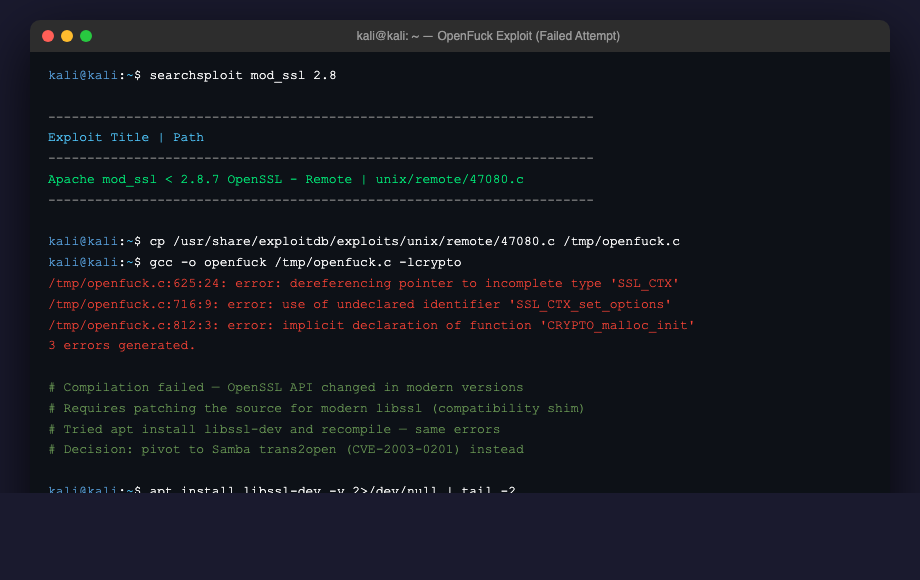 kali@kali: ~ — OpenFuck Exploit (Failed Attempt)
kali@kali:~$ searchsploit mod_ssl 2.8
----------------------------------------------------------------------
Exploit Title | Path
----------------------------------------------------------------------
Apache mod_ssl < 2.8.7 OpenSSL - Remote | unix/remote/47080.c
----------------------------------------------------------------------
kali@kali:~$ cp /usr/share/exploitdb/exploits/unix/remote/47080.c /tmp/openfuck.c
kali@kali:~$ gcc -o openfuck /tmp/openfuck.c -lcrypto
/tmp/openfuck.c:625:24: error: dereferencing pointer to incomplete type 'SSL_CTX'
/tmp/openfuck.c:716:9: error: use of undeclared identifier 'SSL_CTX_set_options'
/tmp/openfuck.c:812:3: error: implicit declaration of function 'CRYPTO_malloc_init'
3 errors generated.
# Compilation failed — OpenSSL API changed in modern versions
# Requires patching the source for modern libssl (compatibility shim)
# Tried apt install libssl-dev and recompile — same errors
# Decision: pivot to Samba trans2open (CVE-2003-0201) instead
kali@kali:~$ apt install libssl-dev -y 2>/dev/null | tail -2